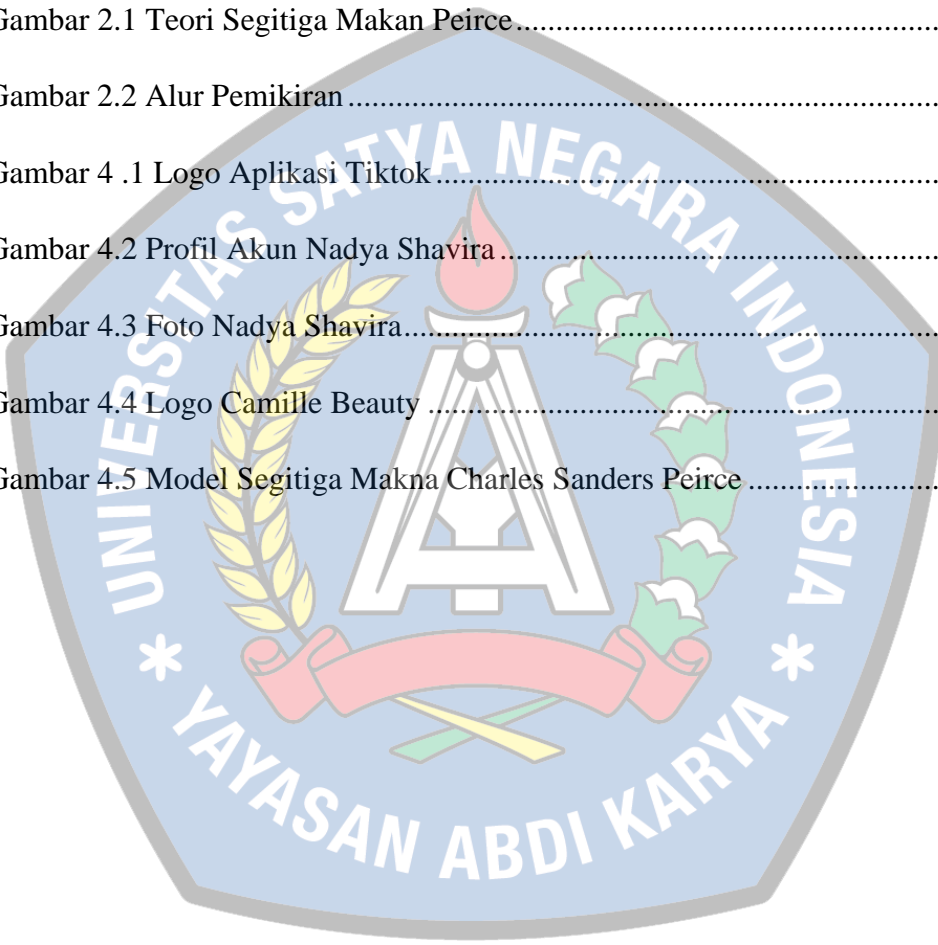 Gambar 2.1 Teori Segitiga Makan Peirce................................................
Gambar 2.2 Alur Pemikiran................................................................
Gambar 4 .1 Logo Aplikasi Tiktok......................................................
Gambar 4.2 Profil Akun Nadya Shavira..............................................
Gambar 4.3 Foto Nadya Shavira.........................................................
Gambar 4.4 Logo Camille Beauty ......................................................
Gambar 4.5 Model Segitiga Makna Charles Sanders Peirce ....................
UNIVERSITAS SATYA NEGARA INDONESIA
* YAYASAN ABDI KARYA *